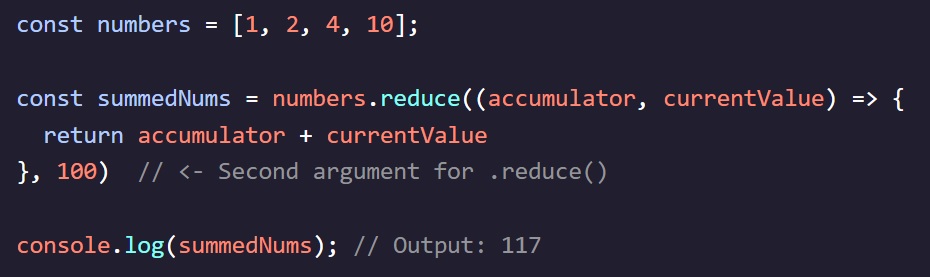 const numbers = [1, 2, 4, 10];
const summedNums = numbers.reduce((accumulator, currentValue) => {
  return accumulator + currentValue
}, 100)  // <- Second argument for .reduce()
console.log(summedNums); // Output: 117